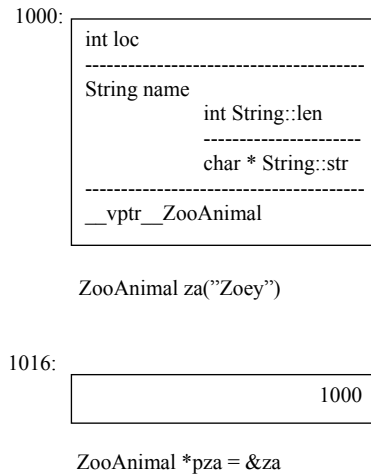 1000:
int loc
---------------------------------------
String name
int String::len
----------------------
char * String::str
---------------------------------------
__vptr__ZooAnimal
ZooAnimal za(”Zoey”)
1016:
1000
ZooAnimal *pza = &za